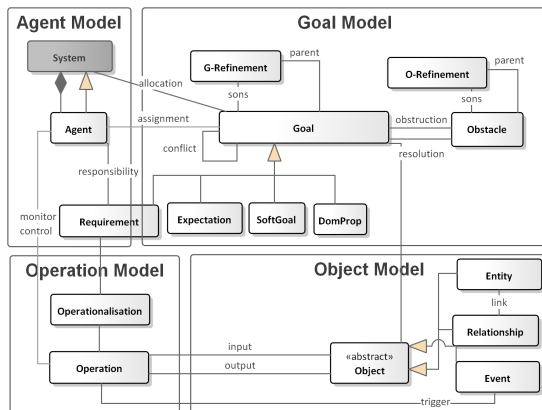 Agent Model
Goal Model
System
G-Refinement
parent
O-Refinement
parent
allocation
sons
sons
Agent
assignment
Goal
obstruction
Obstacle
conflict
resolution
responsibility
Requirement
Expectation
SoftGoal
DomProp
monitor
control
Operation Model
Object Model
Entity
link
Operationalisation
Relationship
input
«abstract»
Object
output
Operation
Event
trigger